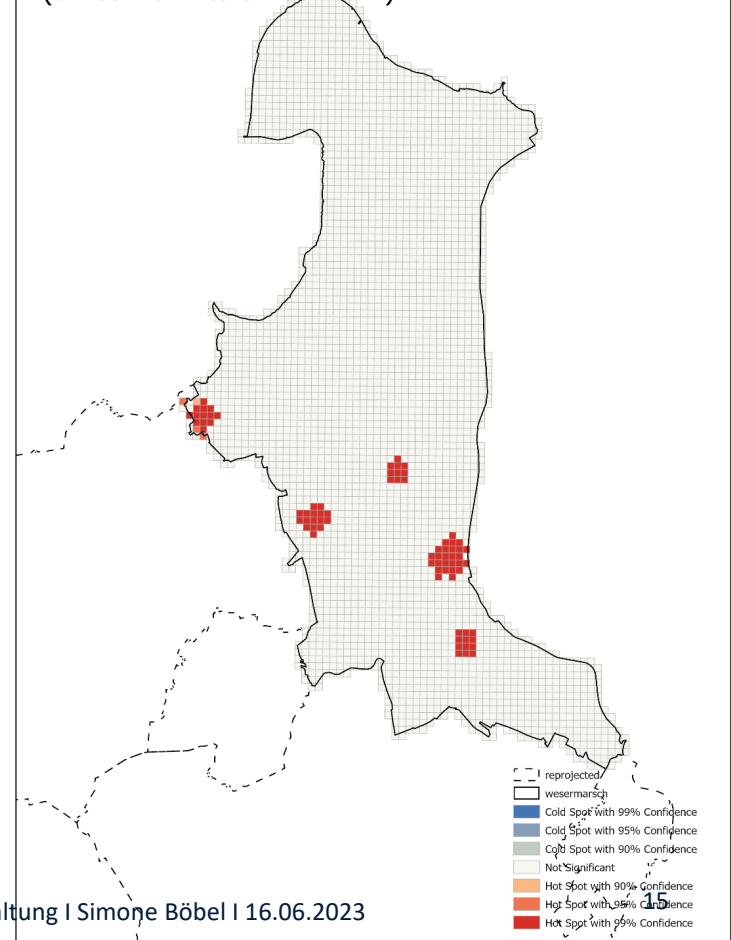 reprojected
wesermarsch
Cold Spot with 99% Confidence
Cold Spot with 95% Confidence
Cold Spot with 90% Confidence
Not Significant
Hot Spot with 90% Confidence
Hot Spot with 95% Confidence
Hot Spot with 99% Confidence
ltung I Simone Böbel I 16.06.2023
15